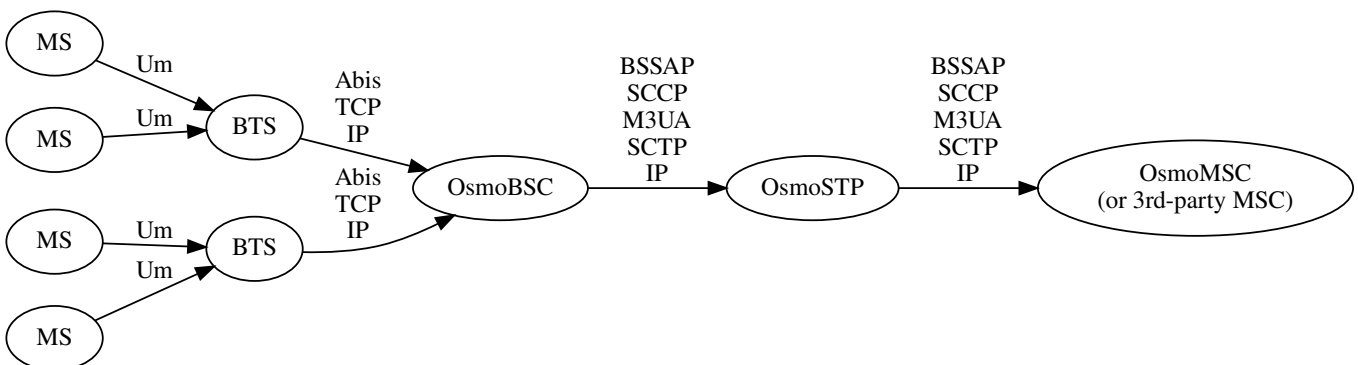 MS
Um
MS
Um
BTS
Abis
TCP
IP
MS
Um
MS
Um
BTS
Abis
TCP
IP
OsmoBSC
BSSAP
SCCP
M3UA
SCTP
IP
OsmoSTP
BSSAP
SCCP
M3UA
SCTP
IP
OsmoMSC
(or 3rd-party MSC)